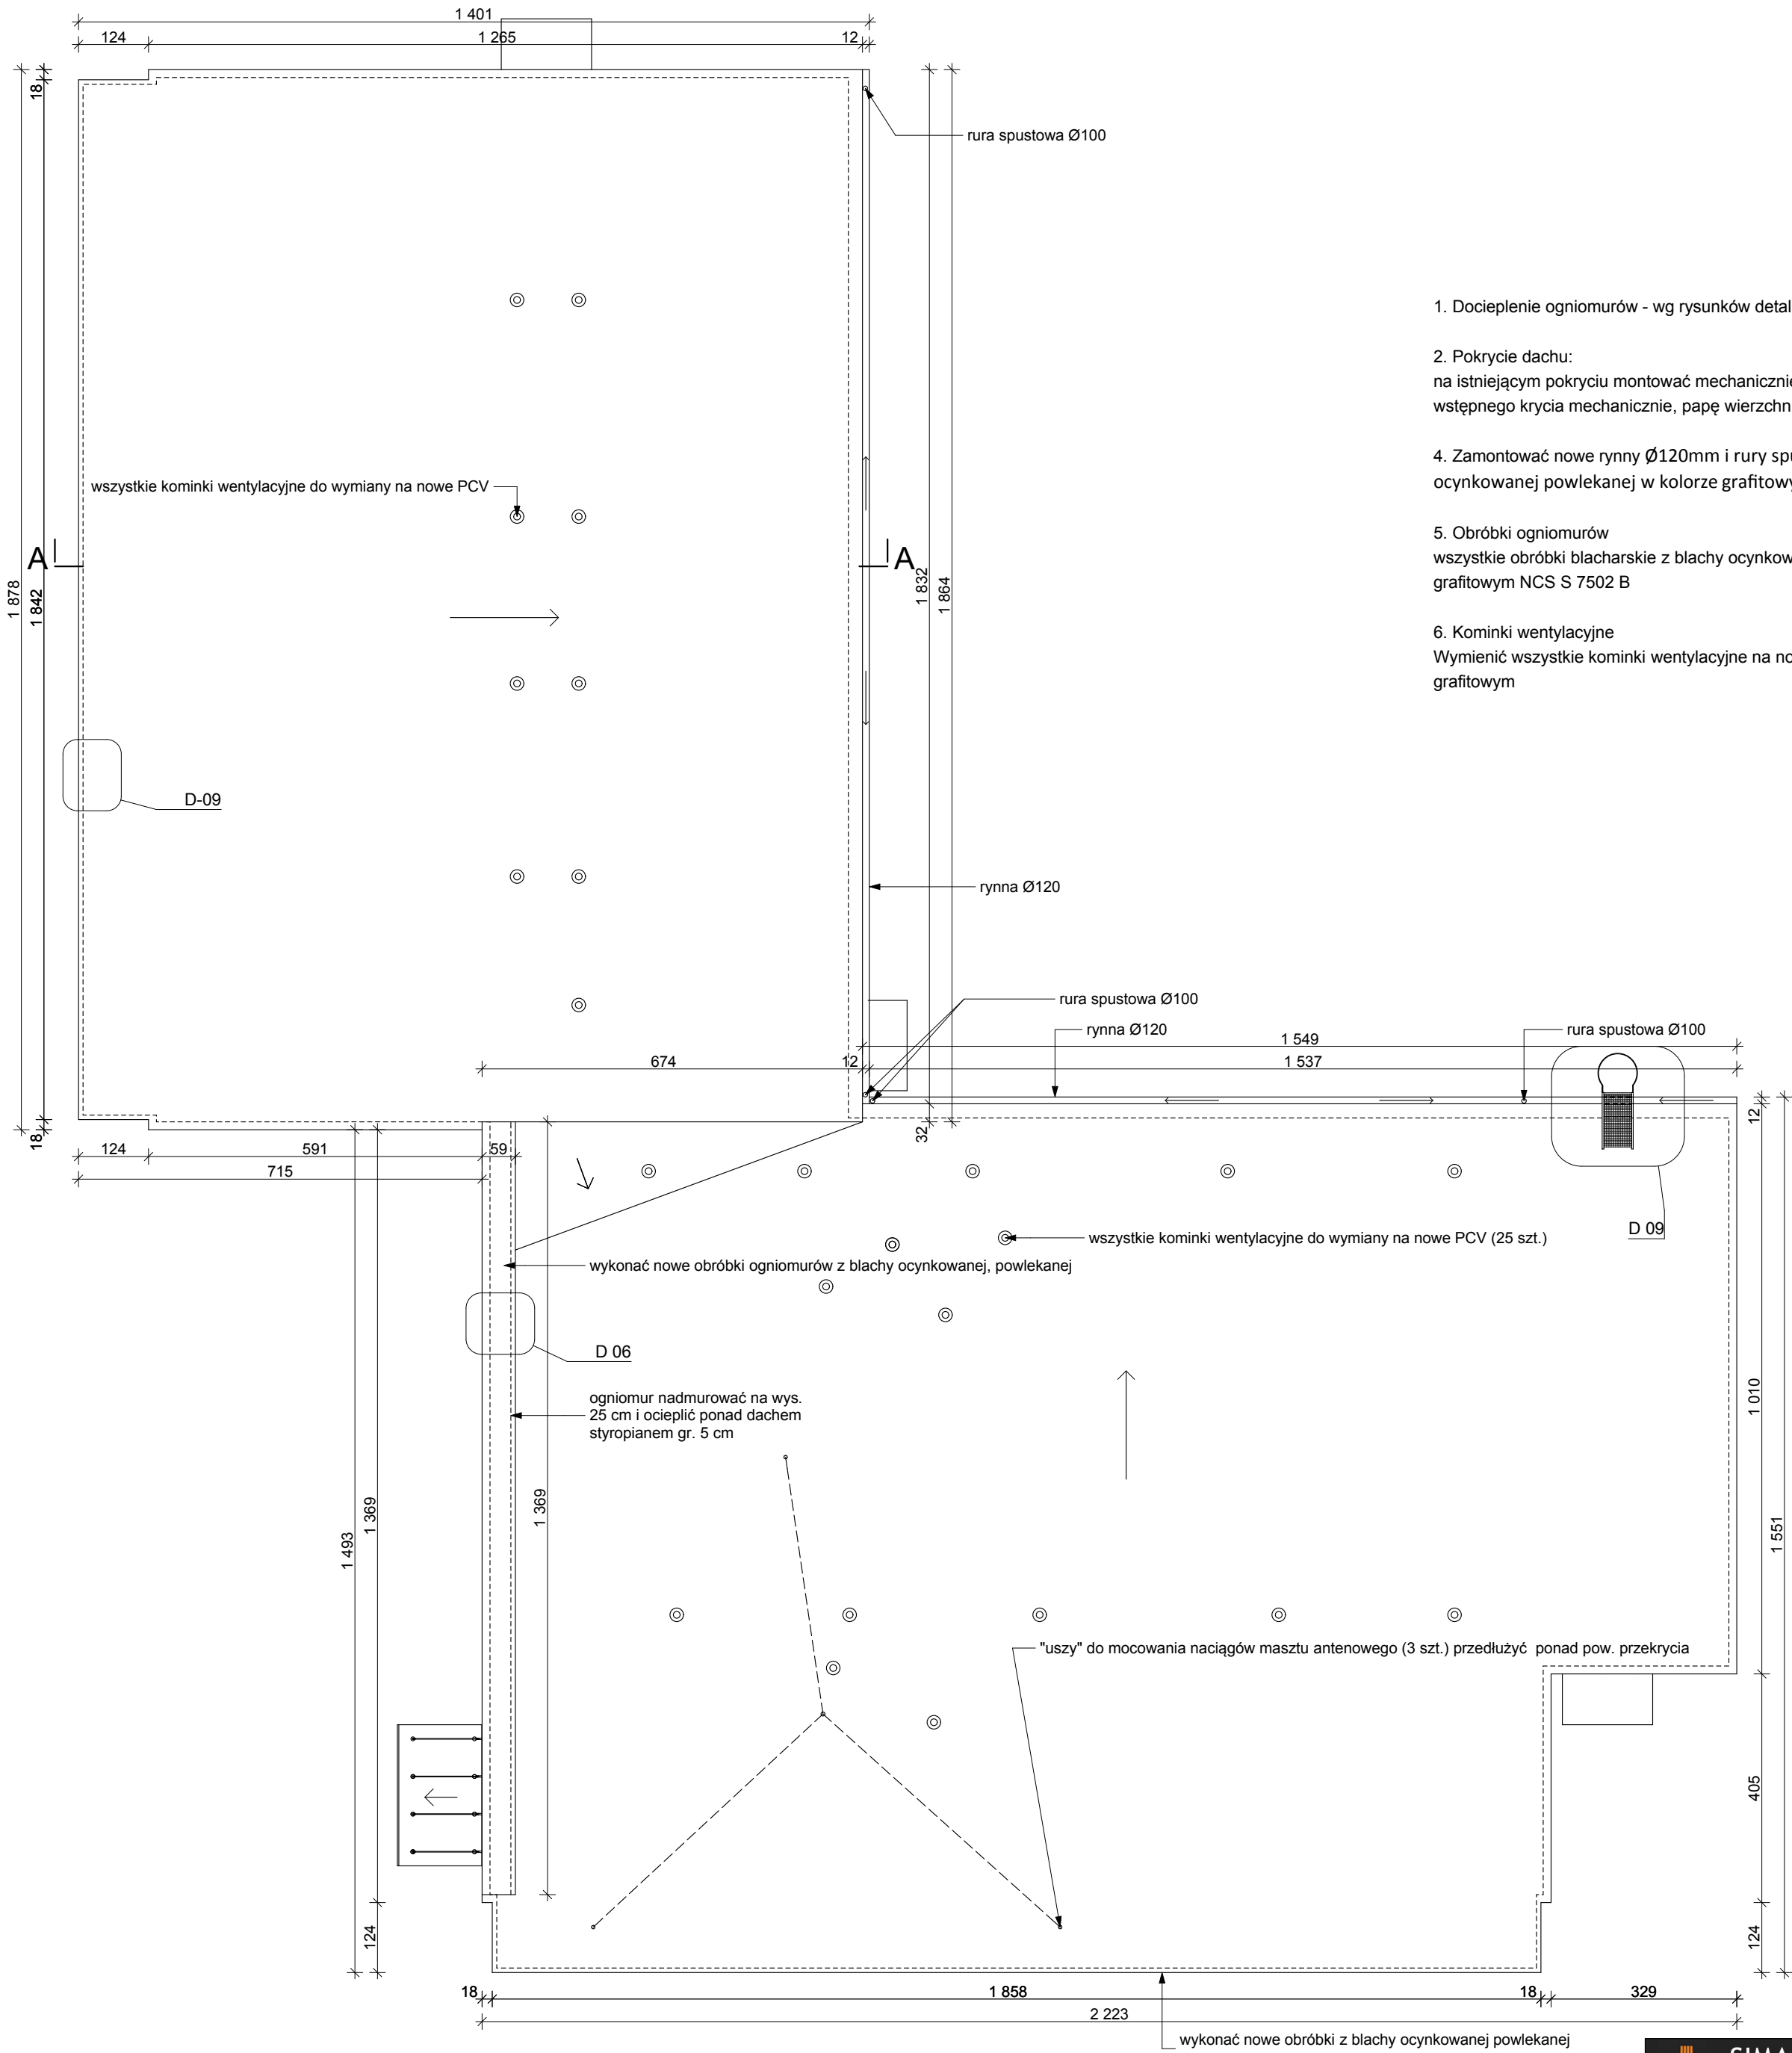 1 401
124
1 265
12
18
rura spustowa Ø100
1. Docieplenie ogniomurów - wg rysunków detal
2. Pokrycie dachu:
na istniejącym pokryciu montować mechaniczni
wstępnego krycia mechanicznie, papę wierzchn
4. Zamontować nowe rynny Ø120mm i rury spu
ocynkowanej powlekanej w kolorze grafitowy
5. Obróbki ogniomurów
wszystkie obróbki blacharskie z blachy ocynkow
grafitowym NCS S 7502 B
6. Kominki wentylacyjne
Wymienić wszystkie kominki wentylacyjne na no
grafitowym
wszystkie kominki wentylacyjne do wymiany na nowe PCV
A
A
1 878
1 842
1 832
1 864
D-09
rynna Ø120
rura spustowa Ø100
rynna Ø120
rura spustowa Ø100
1 549
674
12
1 537
12
18
32
124
591
59
715
D 09
wszystkie kominki wentylacyjne do wymiany na nowe PCV (25 szt.)
wykonać nowe obróbki ogniomurów z blachy ocynkowanej, powlekanej
D 06
ogniomur nadmurować na wys.
25 cm i ocieplić ponad dachem
styropianem gr. 5 cm
1 010
1 493
1 369
1 369
1 551
"uszy" do mocowania naciągów masztu antenowego (3 szt.) przedłużyć ponad pow. przekrycia
405
124
124
18
1 858
18
329
2 223
wykonać nowe obróbki z blachy ocynkowanej powlekanej